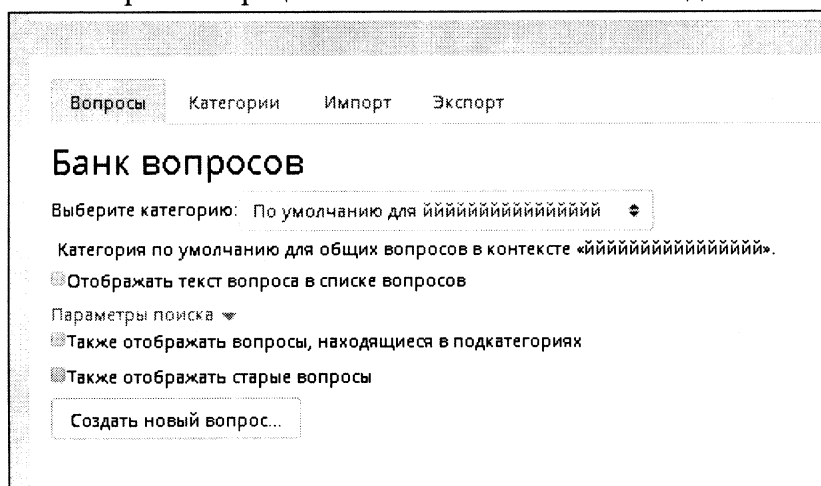 Вопросы Категории Импорт Экспорт
Банк вопросов
Выберите категорию: По умолчанию для йййййййййййййййй
Категория по умолчанию для общих вопросов в контексте «йййййййййййййййй».
Отображать текст вопроса в списке вопросов
Параметры поиска
Также отображать вопросы, находящиеся в подкатегориях
Также отображать старые вопросы
Создать новый вопрос...